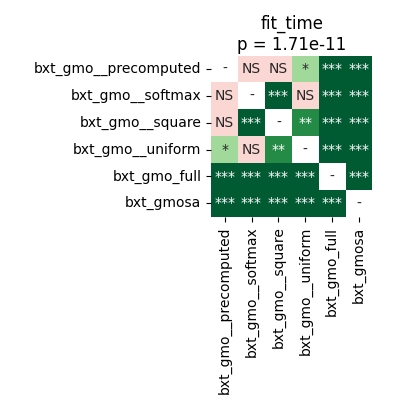 fit_time
p = 1.71e-11
bxt_gmo__precomputed - NS NS * *** ***
bxt_gmo__softmax NS - *** NS *** ***
bxt_gmo__square NS *** - ** *** ***
bxt_gmo__uniform * NS ** - *** ***
bxt_gmo_full *** *** *** *** - ***
bxt_gmosa *** *** *** *** *** -
bxt_gmo__precomputed
bxt_gmo__softmax
bxt_gmo__square
bxt_gmo__uniform
bxt_gmo_full
bxt_gmosa